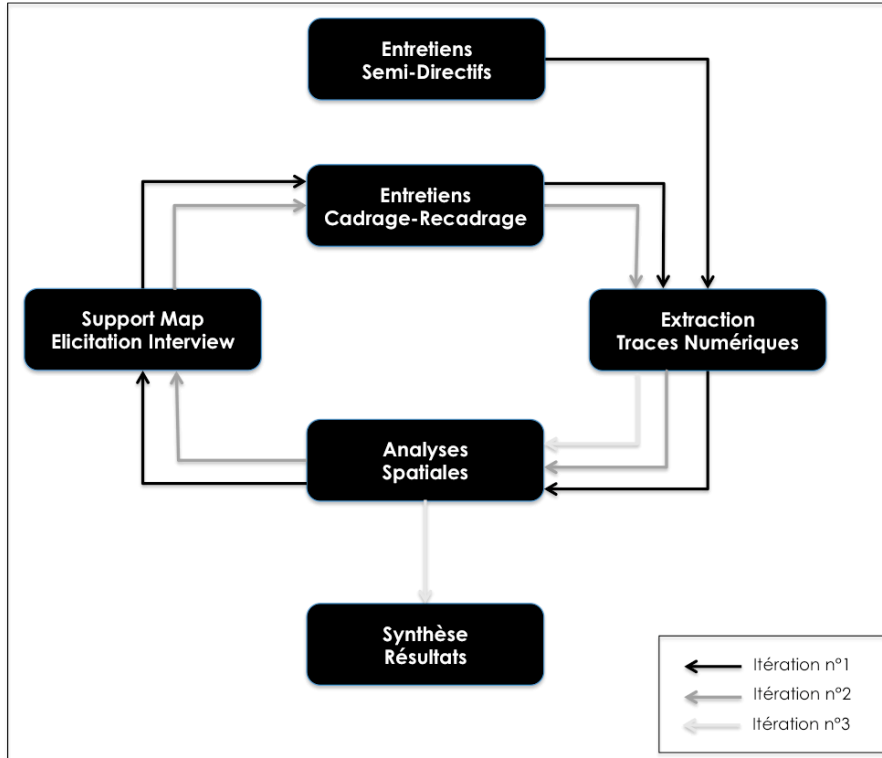 Entretiens
Semi-Directifs
Entretiens
Cadrage-Recadrage
Support Map
Elicitation Interview
Extraction
Traces Numériques
Analyses
Spatiales
Synthèse
Résultats
Itération n°1
Itération n°2
Itération n°3